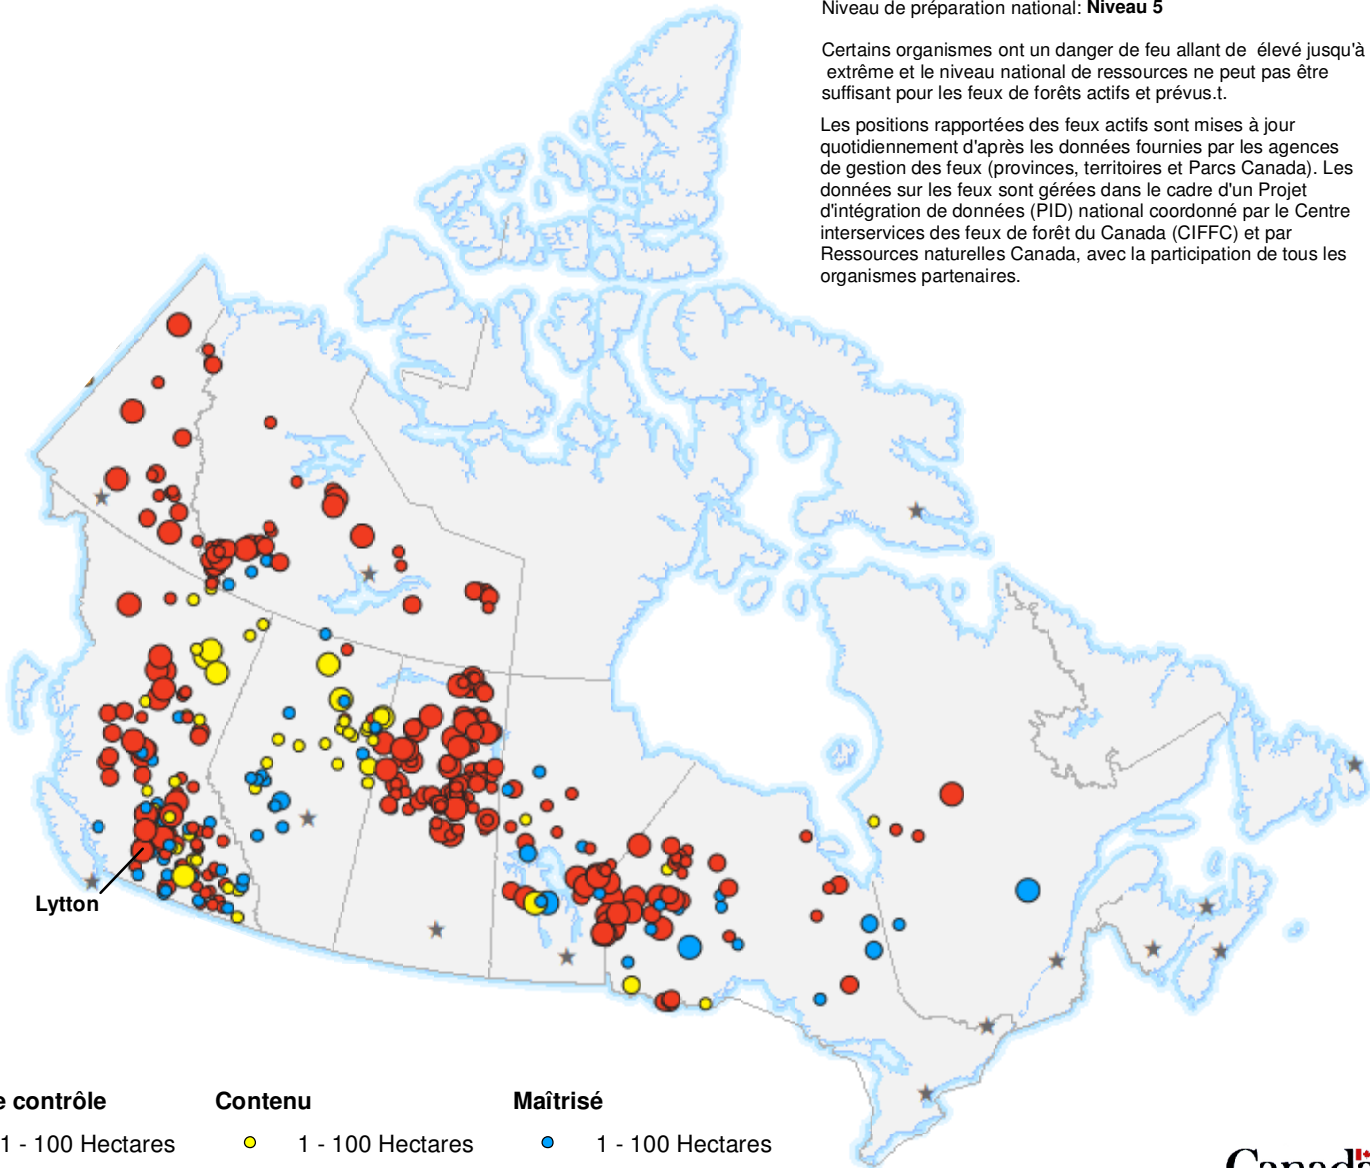 Niveau de préparation national: Niveau 5
Certains organismes ont un danger de feu allant de élevé jusqu'à
extrême et le niveau national de ressources ne peut pas être
suffisant pour les feux de forêts actifs et prévus.t.
Les positions rapportées des feux actifs sont mises à jour
quotidiennement d'après les données fournies par les agences
de gestion des feux (provinces, territoires et Parcs Canada). Les
données sur les feux sont gérées dans le cadre d'un Projet
d'intégration de données (PID) national coordonné par le Centre
interservices des feux de forêt du Canada (CIFFC) et par
Ressources naturelles Canada, avec la participation de tous les
organismes partenaires.
Lytton
e contrôle Contenu Maîtrisé
1 - 100 Hectares 1 - 100 Hectares 1 - 100 Hectares